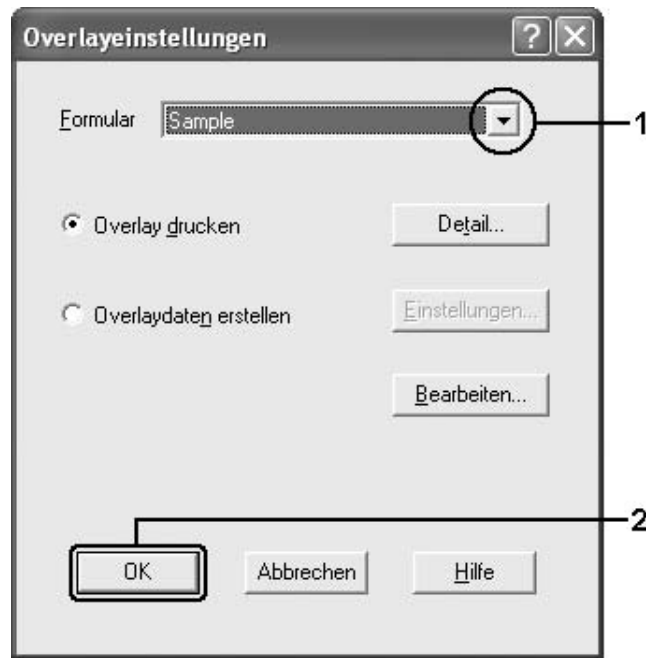 Overlayeinstellungen
Formular Sample 1
Overlay drucken Detail...
Overlaydaten erstellen Einstellungen...
Bearbeiten...
2
OK Abbrechen Hilfe